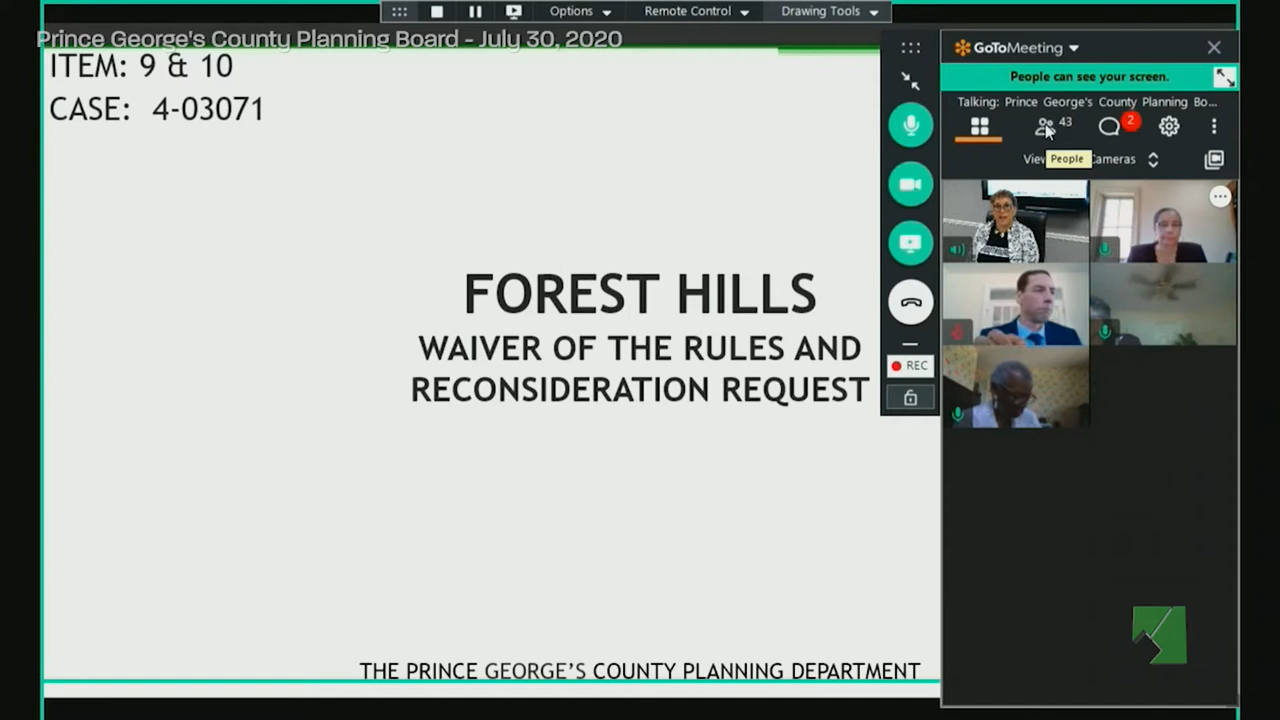 Options
Remote Control
Drawing Tools
Prince George's County Planning Board - July 30, 2020
ITEM: 9 & 10
CASE: 4-03071
FOREST HILLS
WAIVER OF THE RULES AND
RECONSIDERATION REQUEST
THE PRINCE GEORGE'S COUNTY PLANNING DEPARTMENT
REC
GoToMeeting
People can see your screen.
Talking: Prince George's County Planning Bo...
43
2
View
People
Cameras